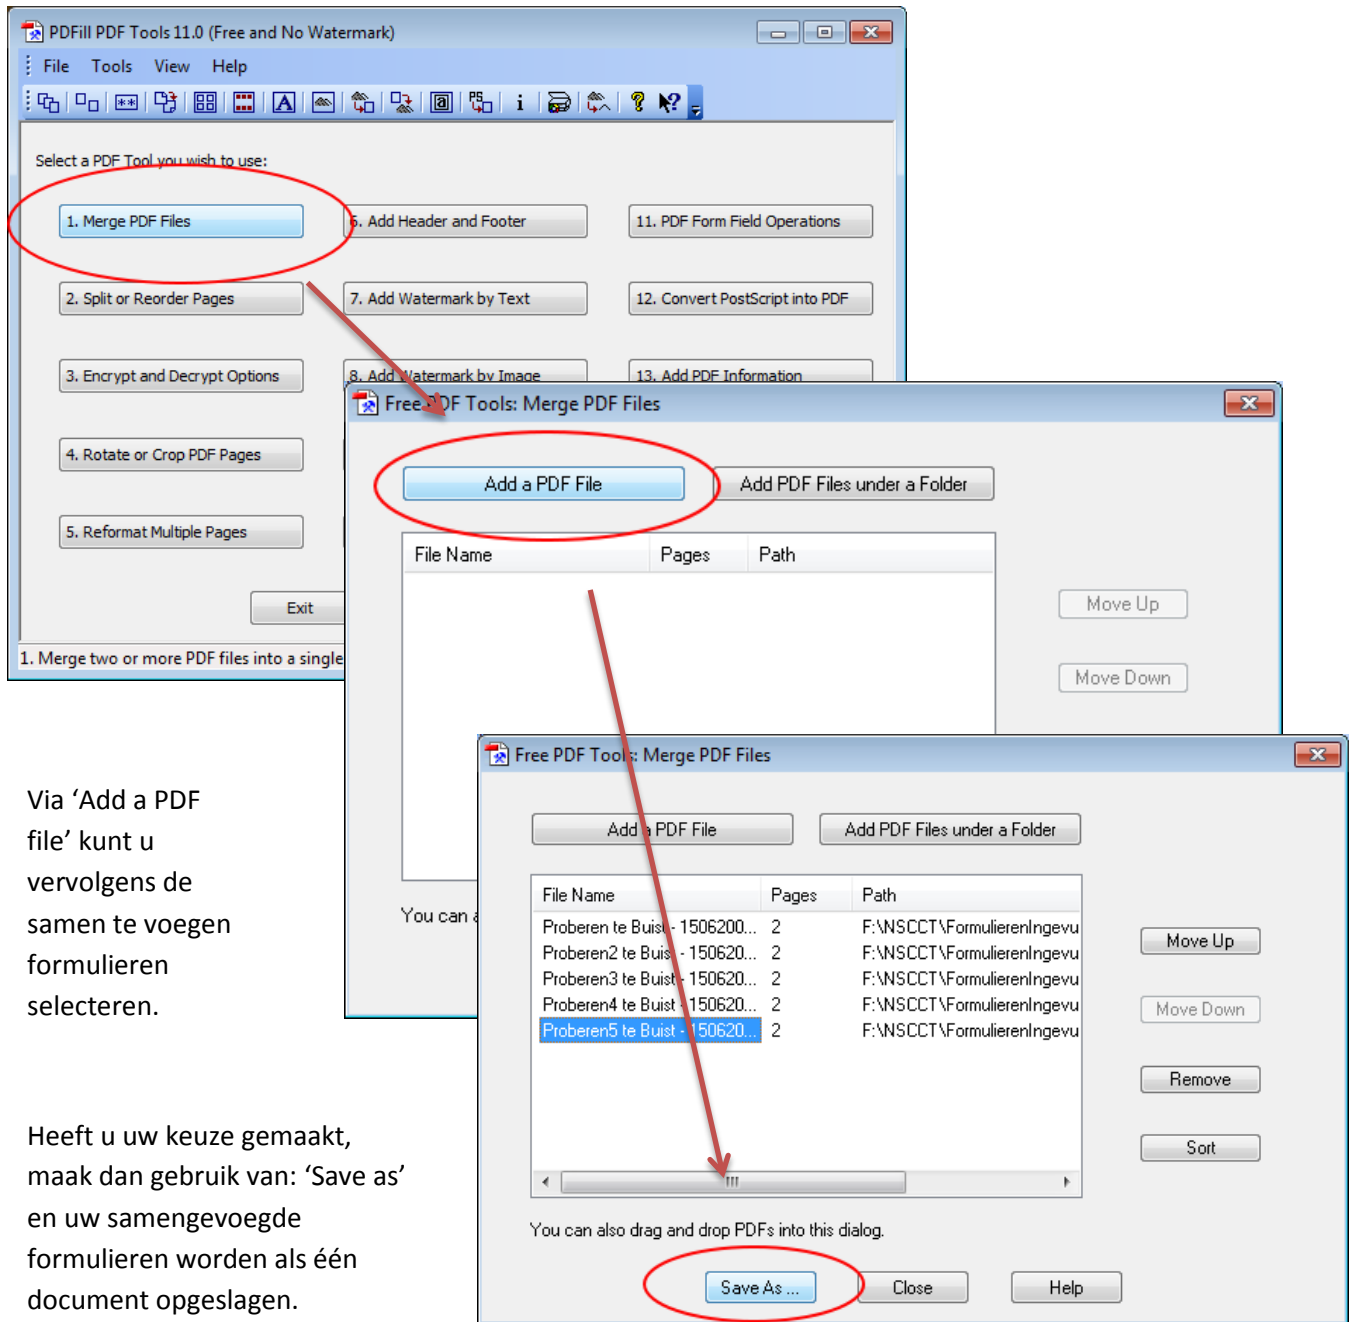 PDFill PDF Tools 11.0 (Free and No Watermark)
File Tools View Help
Select a PDF Tool you wish to use:
1. Merge PDF Files
6. Add Header and Footer
11. PDF Form Field Operations
2. Split or Reorder Pages
7. Add Watermark by Text
12. Convert PostScript into PDF
3. Encrypt and Decrypt Options
8. Add Watermark by Image
13. Add PDF Information
4. Rotate or Crop PDF Pages
5. Reformat Multiple Pages
Exit
1. Merge two or more PDF files into a single
Free PDF Tools: Merge PDF Files
Add a PDF File
Add PDF Files under a Folder
File Name Pages Path
Move Up
Move Down
You can a
Free PDF Tools: Merge PDF Files
Add a PDF File
Add PDF Files under a Folder
File Name Pages Path
Proberen te Buist - 1506200... 2 F:\NSCCT\FormulierenIngevu
Proberen2 te Buist - 150620... 2 F:\NSCCT\FormulierenIngevu
Proberen3 te Buist - 150620... 2 F:\NSCCT\FormulierenIngevu
Proberen4 te Buist - 150620... 2 F:\NSCCT\FormulierenIngevu
Proberen5 te Buist - 150620... 2 F:\NSCCT\FormulierenIngevu
Move Up
Move Down
Remove
Sort
You can also drag and drop PDFs into this dialog.
Save As ...
Close
Help
Via ‘Add a PDF
file’ kunt u
vervolgens de
samen te voegen
formulieren
selecteren.
Heeft u uw keuze gemaakt,
maak dan gebruik van: ‘Save as’
en uw samengevoegde
formulieren worden als één
document opgeslagen.